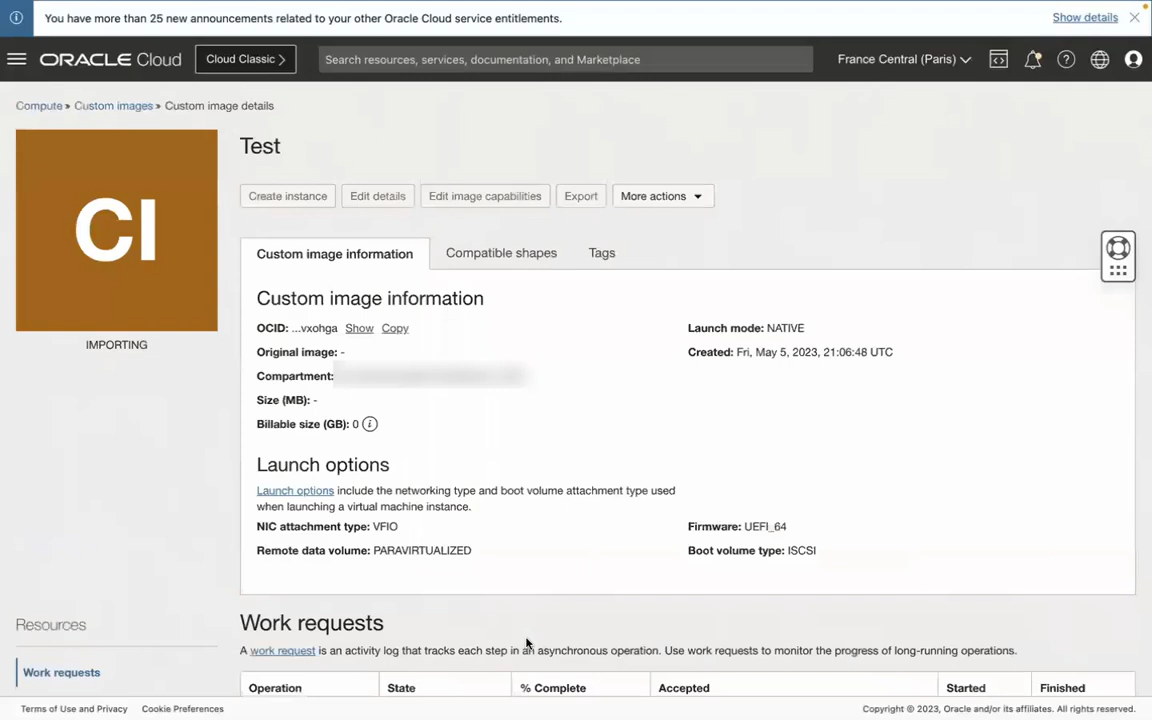 You have more than 25 new announcements related to your other Oracle Cloud service entitlements.
Show details
ORACLE Cloud
Cloud Classic
Search resources, services, documentation, and Marketplace
France Central (Paris)
Compute » Custom images » Custom image details
CI
IMPORTING
Test
Create instance
Edit details
Edit image capabilities
Export
More actions
Custom image information
Compatible shapes
Tags
Custom image information
OCID: ...vxohga Show Copy
Original image: -
Compartment:
Size (MB): -
Billable size (GB): 0
Launch mode: NATIVE
Created: Fri, May 5, 2023, 21:06:48 UTC
Launch options
Launch options include the networking type and boot volume attachment type used
when launching a virtual machine instance.
NIC attachment type: VFIO
Remote data volume: PARAVIRTUALIZED
Firmware: UEFI_64
Boot volume type: ISCSI
Resources
Work requests
Work requests
A work request is an activity log that tracks each step in an asynchronous operation. Use work requests to monitor the progress of long-running operations.
Operation
State
% Complete
Accepted
Started
Finished
Terms of Use and Privacy
Cookie Preferences
Copyright © 2023, Oracle and/or its affiliates. All rights reserved.